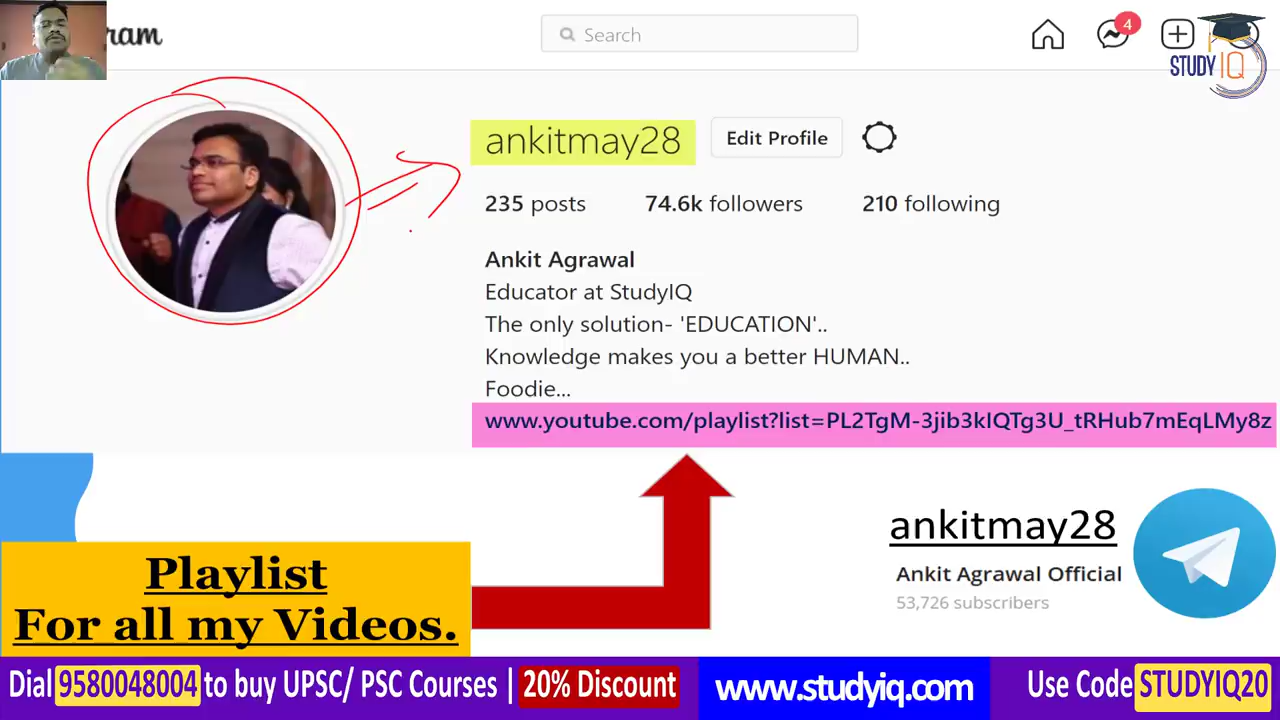 ram
Search
4
STUDY IQ
ankitmay28
Edit Profile
235 posts 74.6k followers 210 following
Ankit Agrawal
Educator at StudyIQ
The only solution- 'EDUCATION'..
Knowledge makes you a better HUMAN..
Foodie...
www.youtube.com/playlist?list=PL2TgM-3jib3kIQTg3U_tRHub7mEqLMy8z
ankitmay28
Ankit Agrawal Official
53,726 subscribers
Playlist
For all my Videos.
Dial 9580048004 to buy UPSC/ PSC Courses | 20% Discount www.studyiq.com Use Code STUDYIQ20